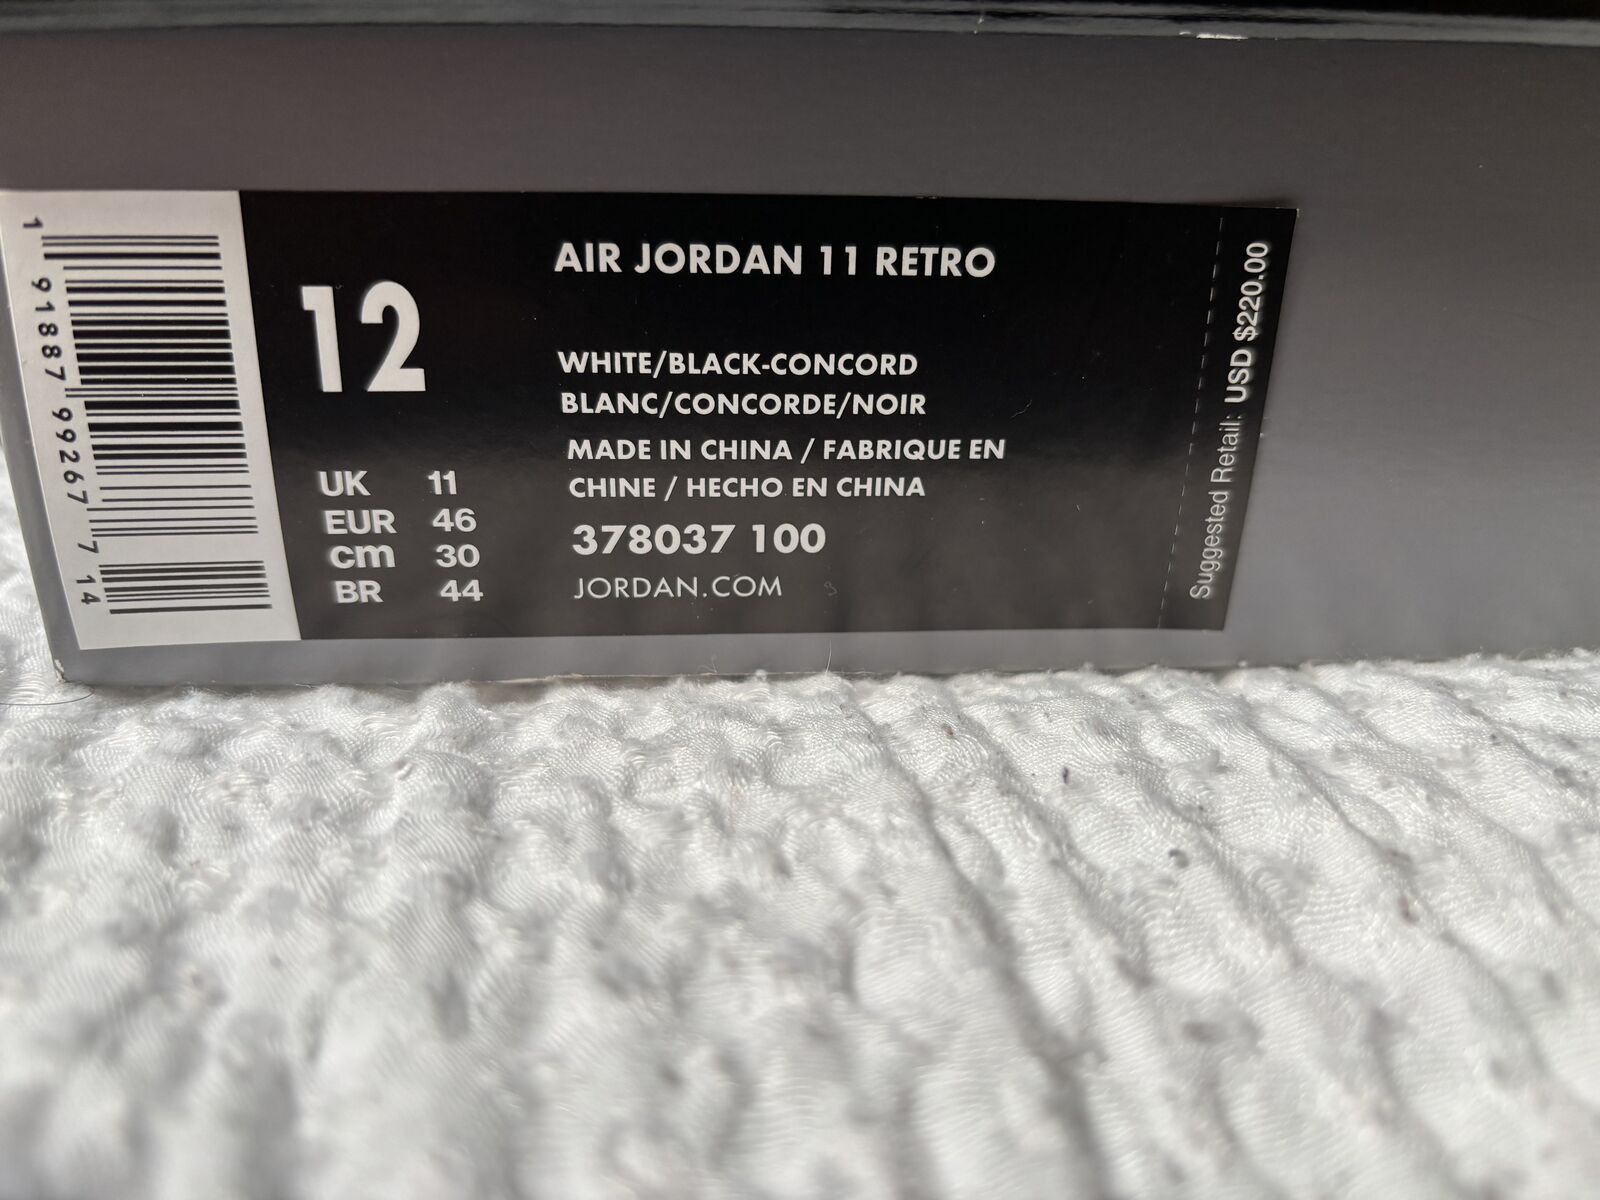 1 91887 99267 7 14
12
UK 11
EUR 46
cm 30
BR 44
AIR JORDAN 11 RETRO
WHITE/BLACK-CONCORD
BLANC/CONCORDE/NOIR
MADE IN CHINA / FABRIQUE EN
CHINE / HECHO EN CHINA
378037 100
JORDAN.COM
Suggested Retail: USD $220.00